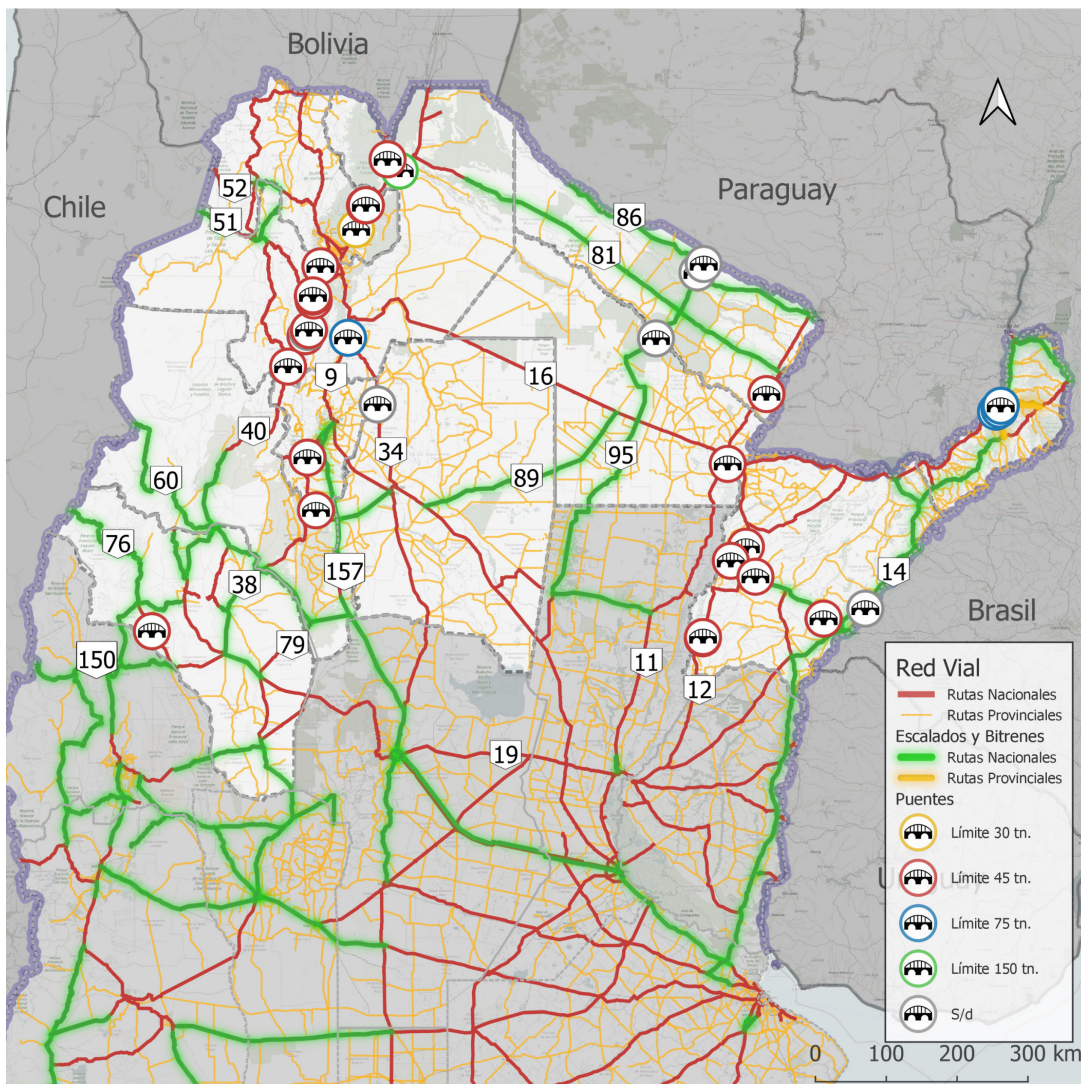 Bolivia
Paraguay
Chile
52
51
86
81
9
16
40
34
95
89
60
76
38
157
14
Brasil
150
79
11
12
19
Red Vial
Rutas Nacionales
Rutas Provinciales
Escalados y Bitrenes
Rutas Nacionales
Rutas Provinciales
Puentes
Límite 30 tn.
Límite 45 tn.
Límite 75 tn.
Límite 150 tn.
S/d
Uruguay
0 100 200 300 km